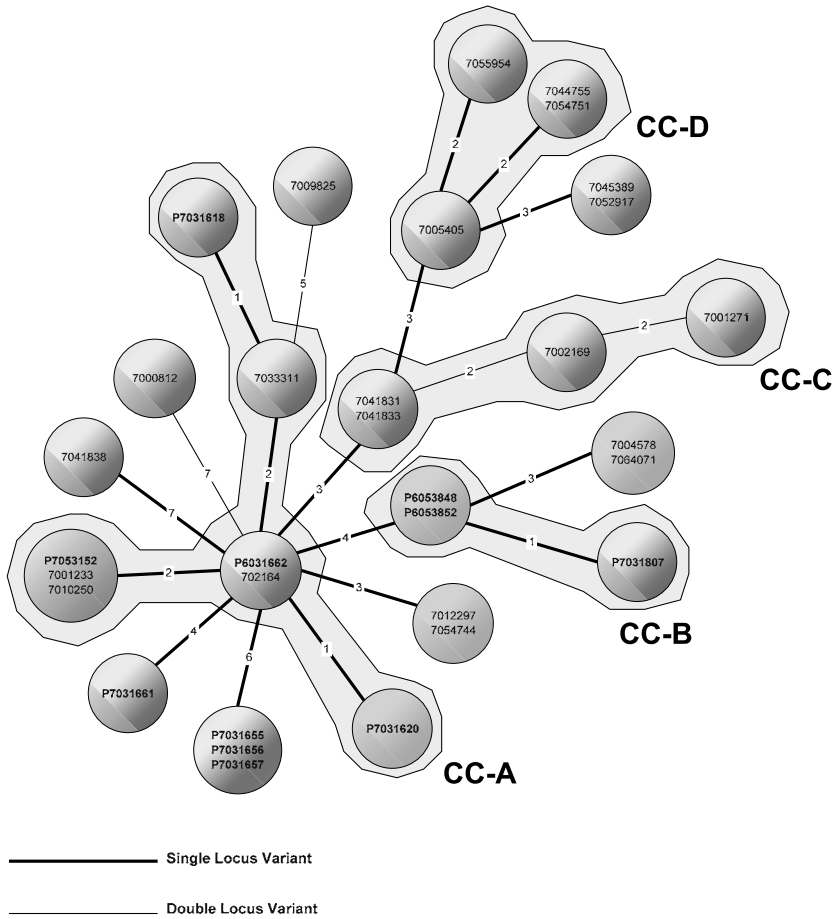 7055954
7044755
7054751
CC-D
2
2
7009825
7045389
7052917
P7031618
3
7005405
5
1
3
7001271
2
7002169
7000812
7033311
2
CC-C
7041831
7041833
7041838
7004578
7064071
2
7
3
3
P6053848
P6053852
7
4
1
P7053152
7001233
7010250
2
P6031662
702164
P7031807
3
7012297
7054744
4
CC-B
1
6
P7031661
P7031655
P7031656
P7031657
P7031620
CC-A
Single Locus Variant
Double Locus Variant